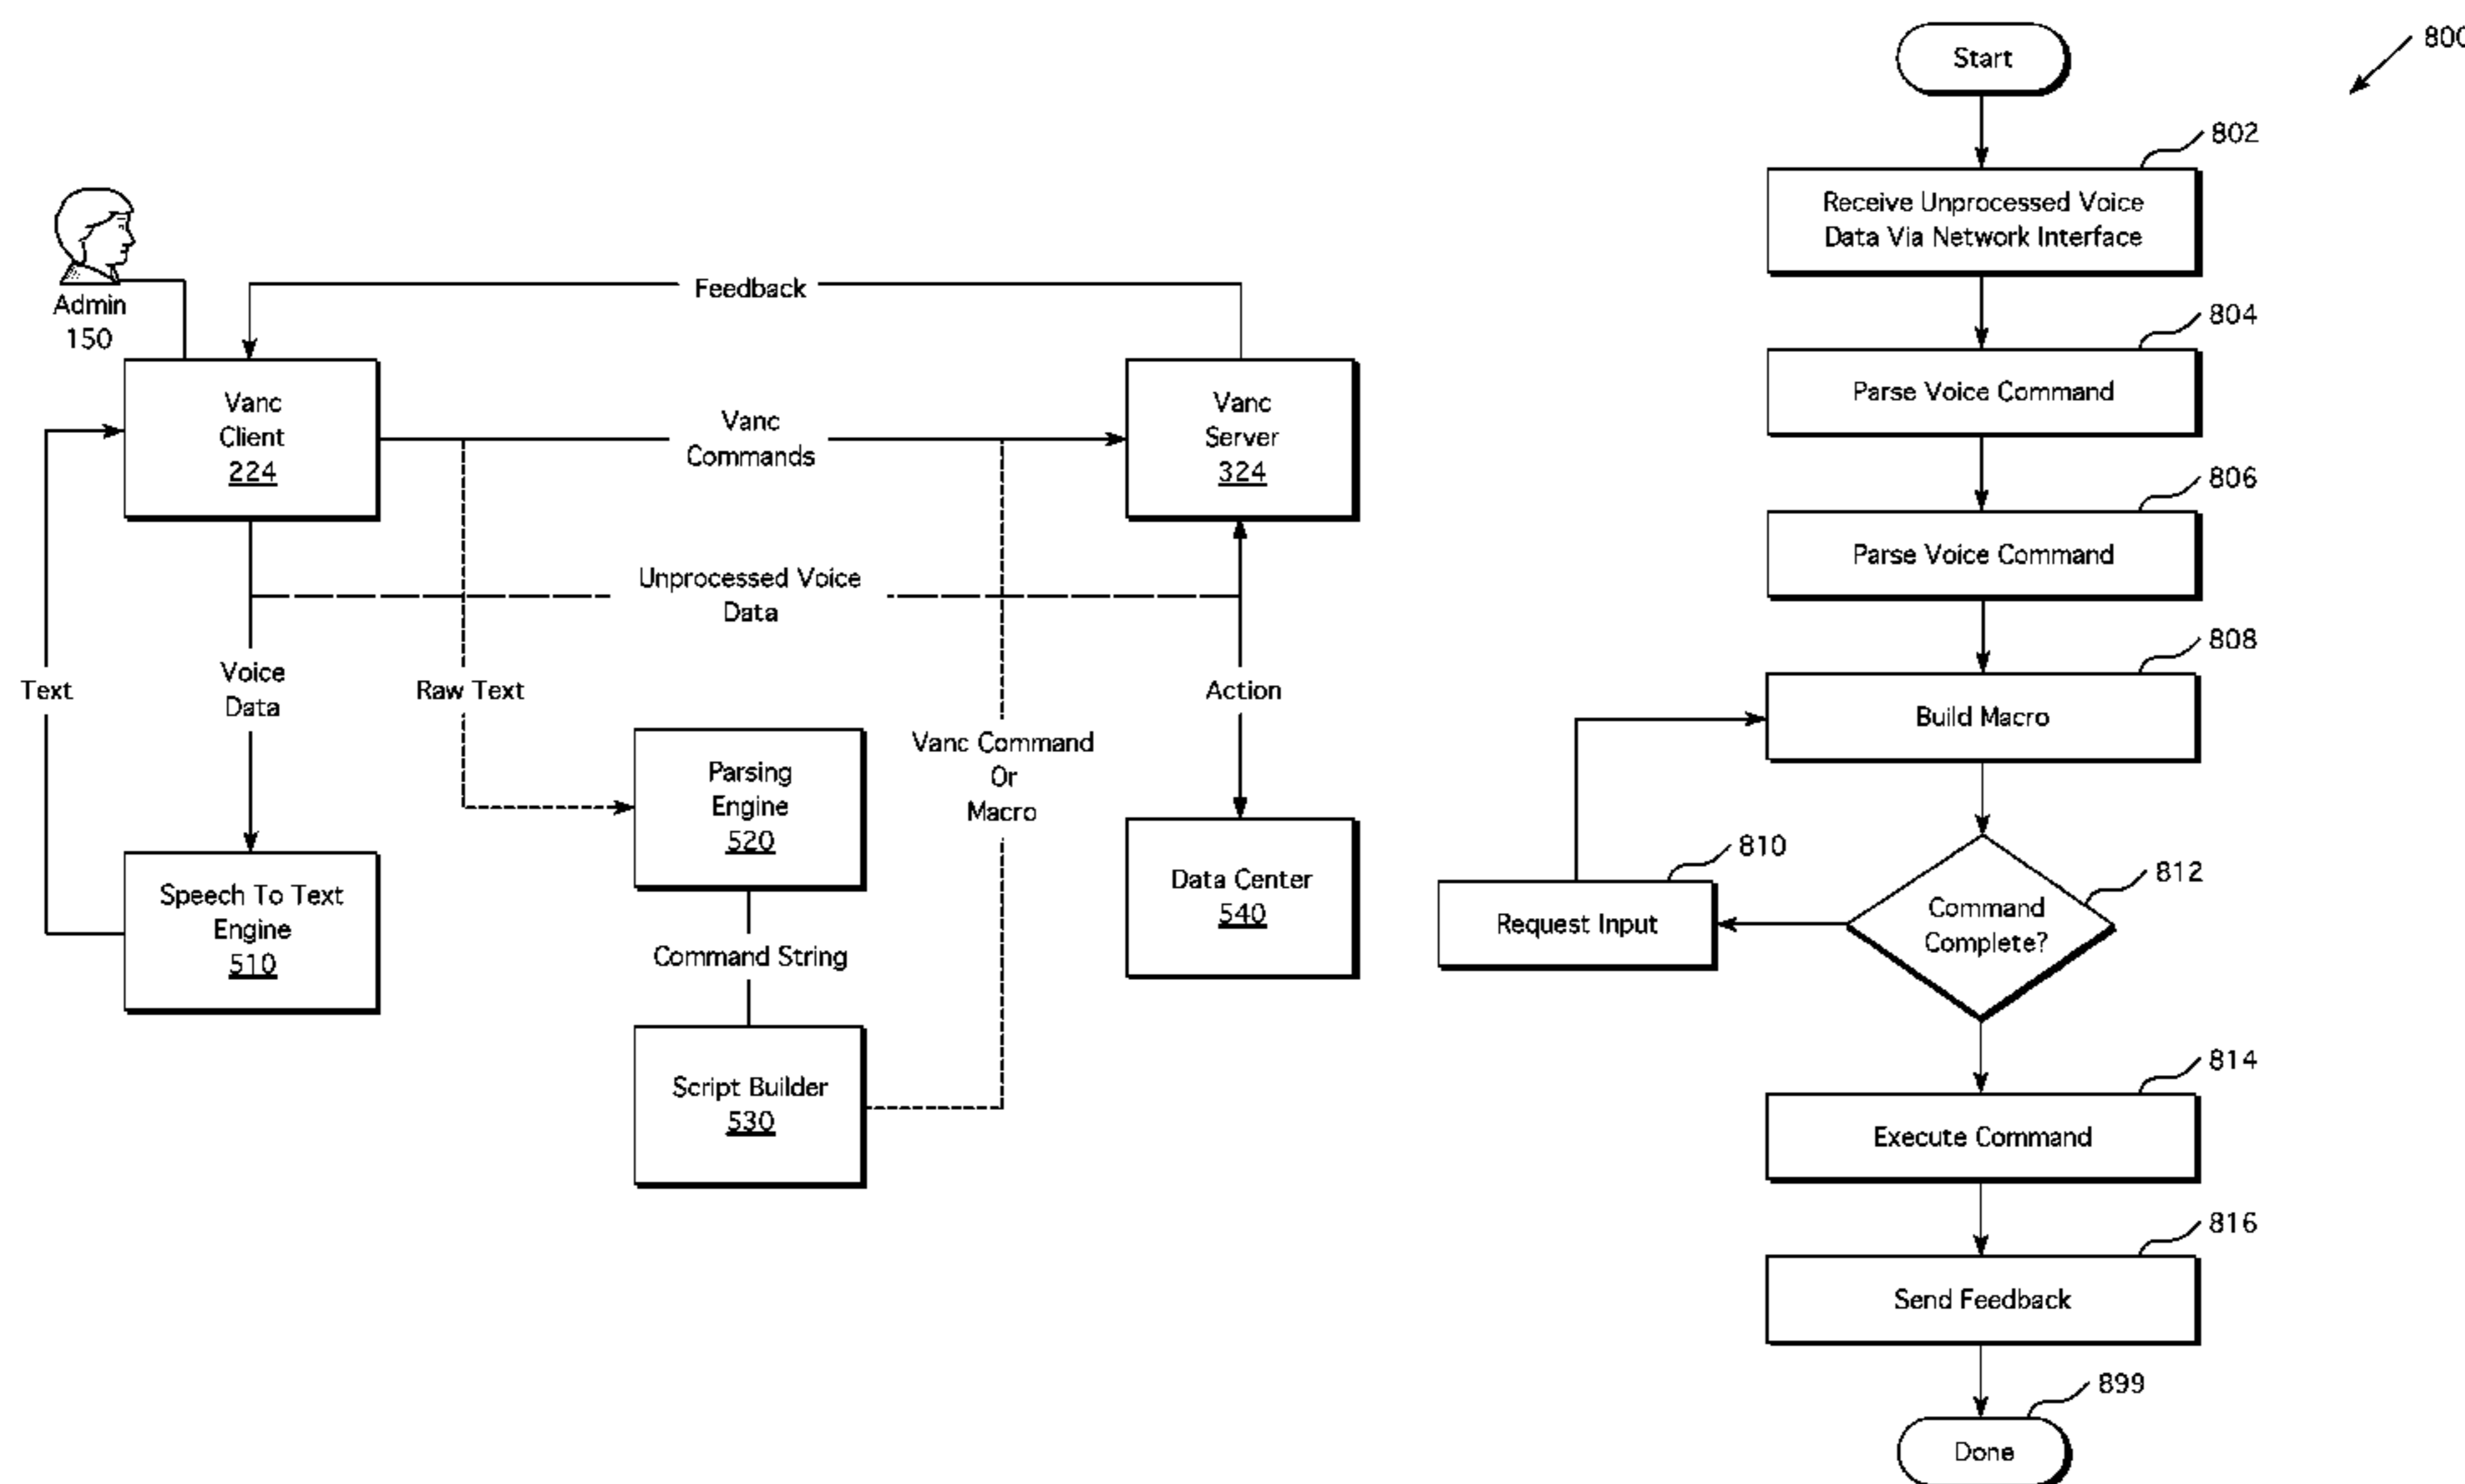 Admin
150
Feedback
Vanc
Client
224
Vanc
Commands
Vanc
Server
324
Unprocessed Voice
Data
Text
Voice
Data
Raw Text
Vanc Command
Or
Macro
Action
Parsing
Engine
520
Data Center
540
Speech To Text
Engine
510
Command String
Script Builder
530
800
Start
802
Receive Unprocessed Voice
Data Via Network Interface
804
Parse Voice Command
806
Parse Voice Command
808
Build Macro
810
Request Input
812
Command
Complete?
814
Execute Command
816
Send Feedback
899
Done